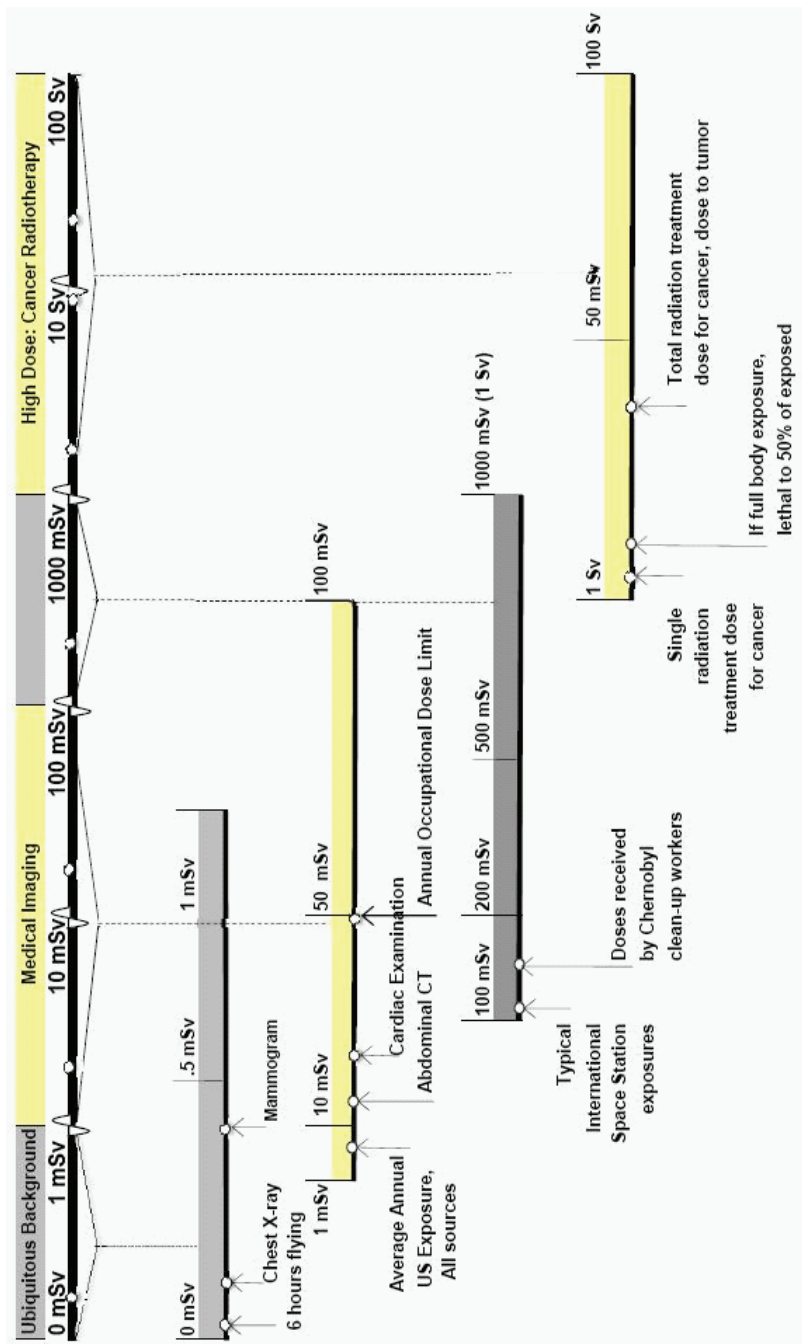 Ubiquitous Background
Medical Imaging
High Dose: Cancer Radiotherapy
0 mSv
1 mSv
10 mSv
100 mSv
1000 mSv
10 Sv
100 Sv
0 mSv
.5 mSv
1 mSv
Chest X-ray
6 hours flying
Mammogram
1 mSv
10 mSv
50 mSv
100 mSv
Average Annual
US Exposure,
All sources
Abdominal CT
Cardiac Examination
Annual Occupational Dose Limit
100 mSv
200 mSv
500 mSv
1000 mSv (1 Sv)
Typical
International
Space Station
exposures
Doses received
by Chernobyl
clean-up workers
1 Sv
50 mSv
100 Sv
Single
radiation
treatment dose
for cancer
If full body exposure,
lethal to 50% of exposed
Total radiation treatment
dose for cancer, dose to tumor